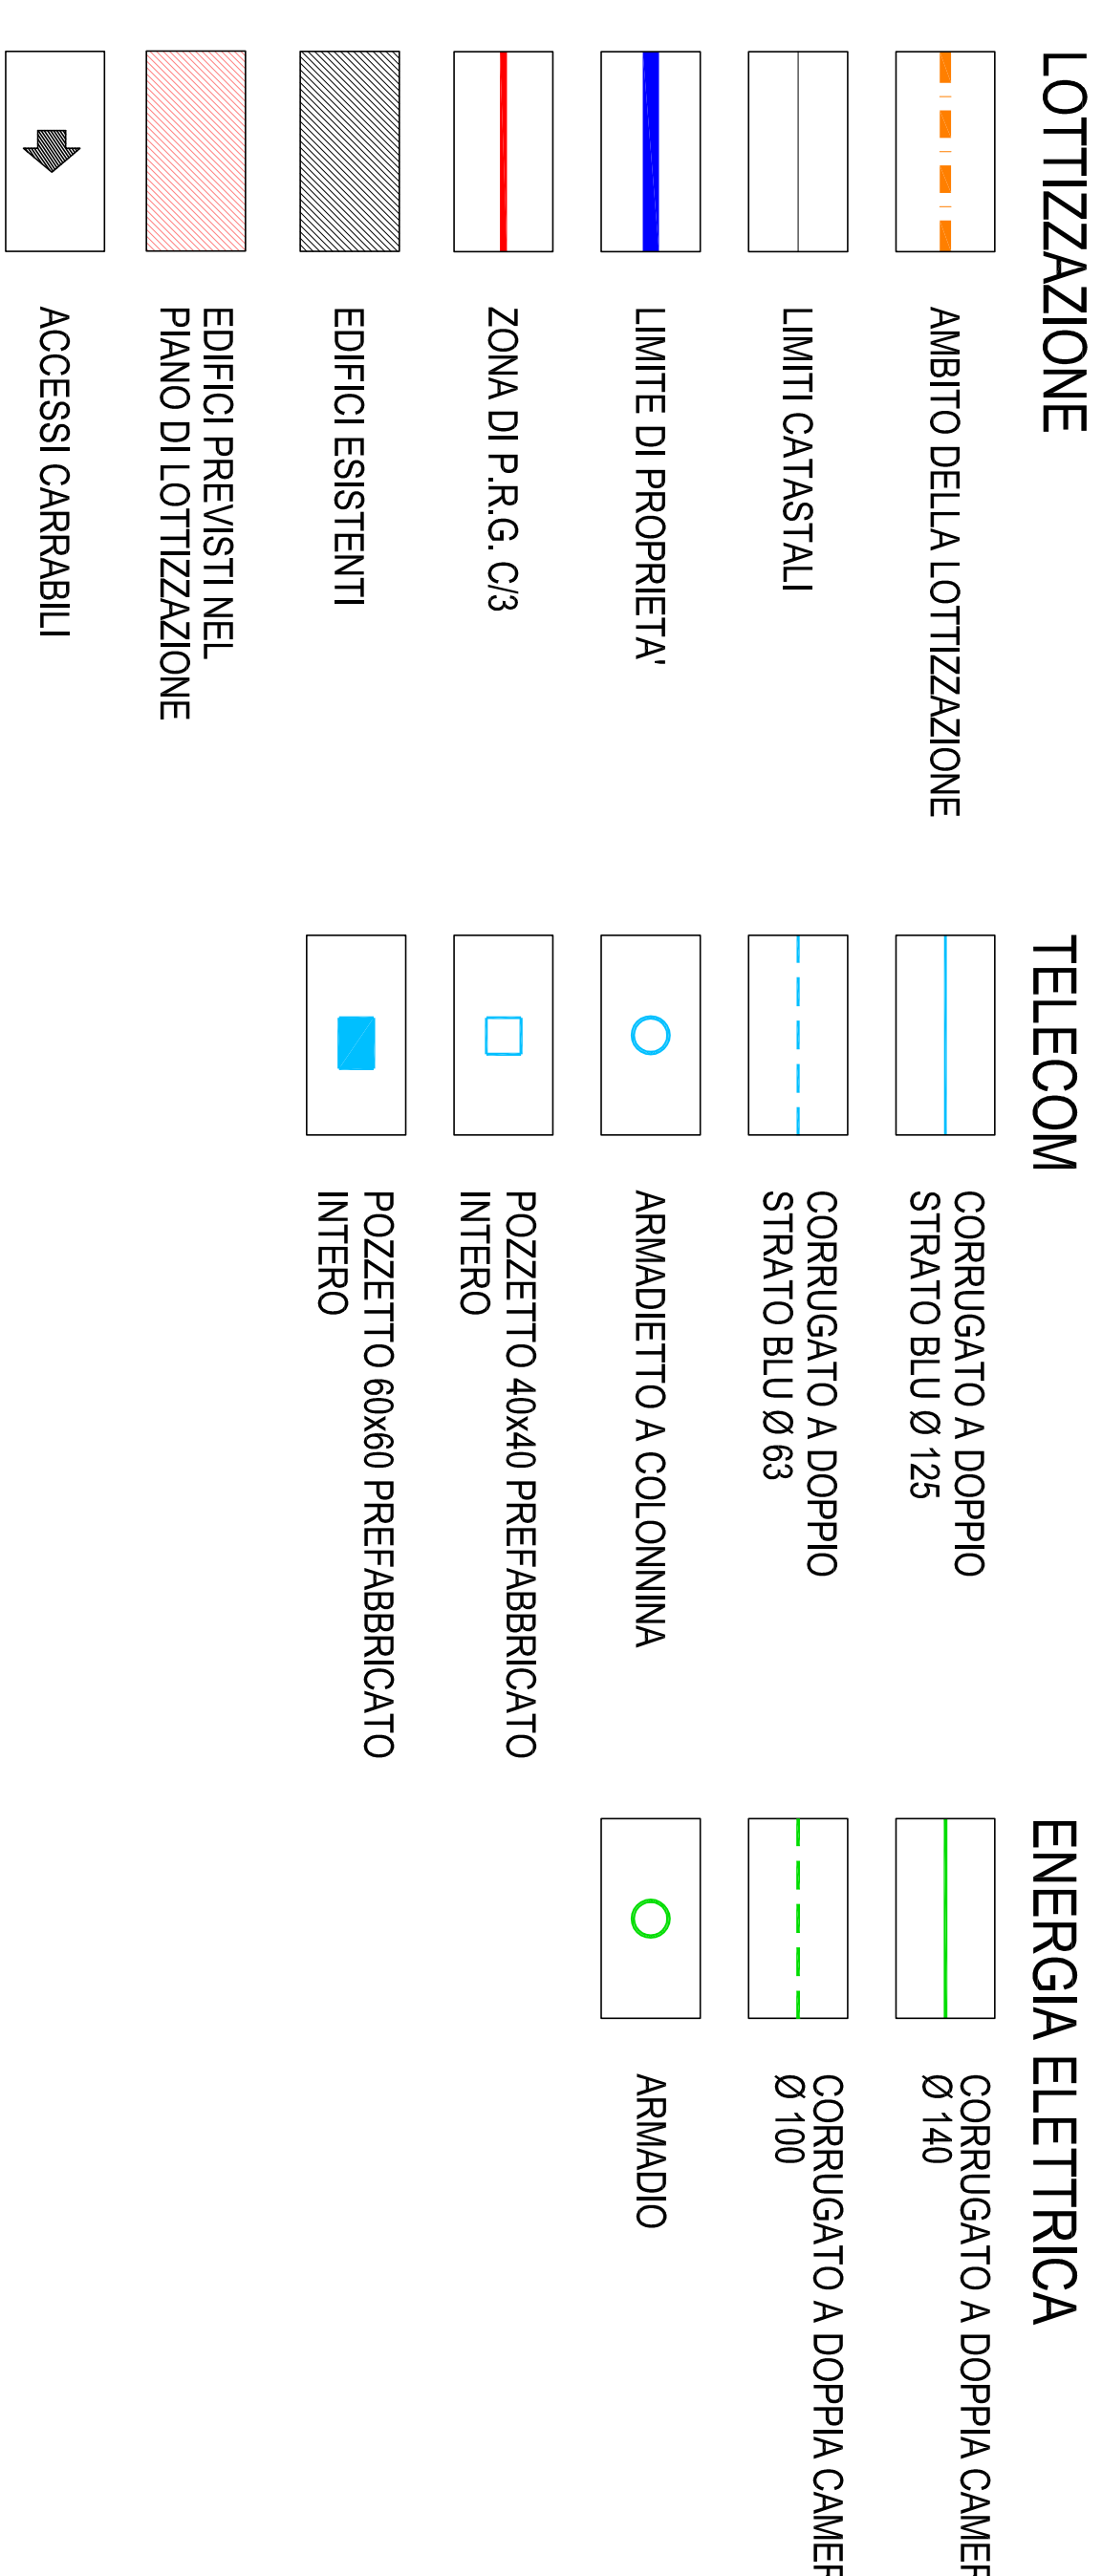 LOTTIZZAZIONE
AMBITO DELLA LOTTIZZAZIONE
LIMITI CATASTALI
LIMITE DI PROPRIETA'
ZONA DI P.R.G. C/3
EDIFICI ESISTENTI
EDIFICI PREVISTI NEL
PIANO DI LOTTIZZAZIONE
ACCESSI CARRABILI
TELECOM
CORRUGATO A DOPPIO
STRATO BLU Ø 125
CORRUGATO A DOPPIO
STRATO BLU Ø 63
ARMADIETTO A COLONNINA
POZZETTO 40x40 PREFABBRICATO
INTERO
POZZETTO 60x60 PREFABBRICATO
INTERO
ENERGIA ELETTRICA
CORRUGATO A DOPPIA
Ø 140
CORRUGATO A DOPPIA
Ø 100
ARMADIO